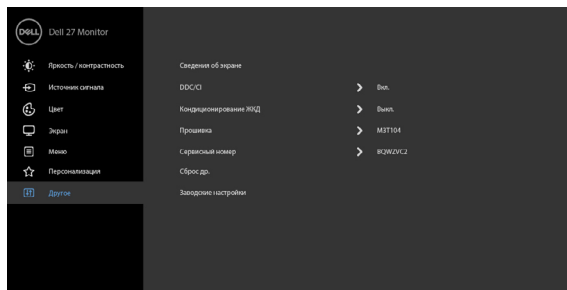 DELL Dell 27 Monitor
Яркость / контрастность
Сведения об экране
Источник сигнала
DDC/CI
Вкл.
Цвет
Кондиционирование ЖКД
Выкл.
Экран
Прошивка
M3T104
Меню
Сервисный номер
BQWZVC2
Персонализация
Сброс др.
Другое
Заводские настройки